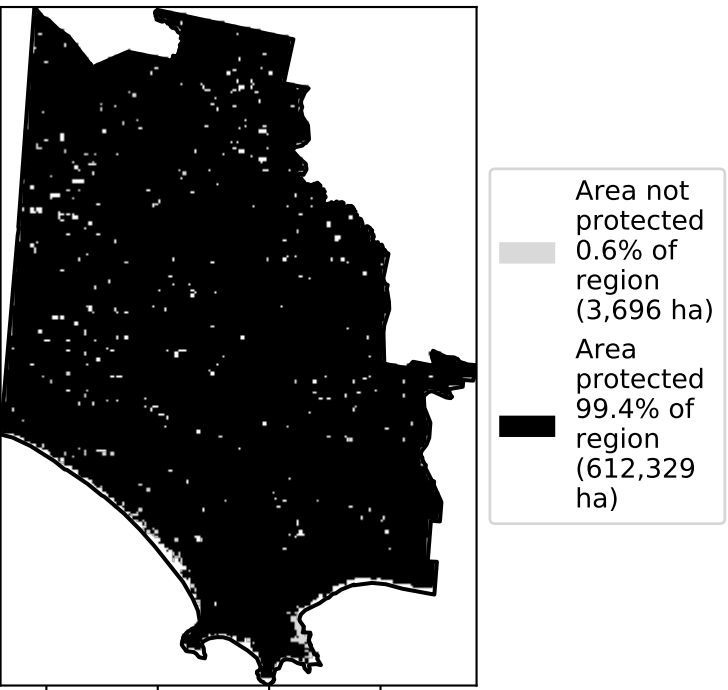 Area not
protected
0.6% of
region
(3,696 ha)
Area
protected
99.4% of
region
(612,329
ha)